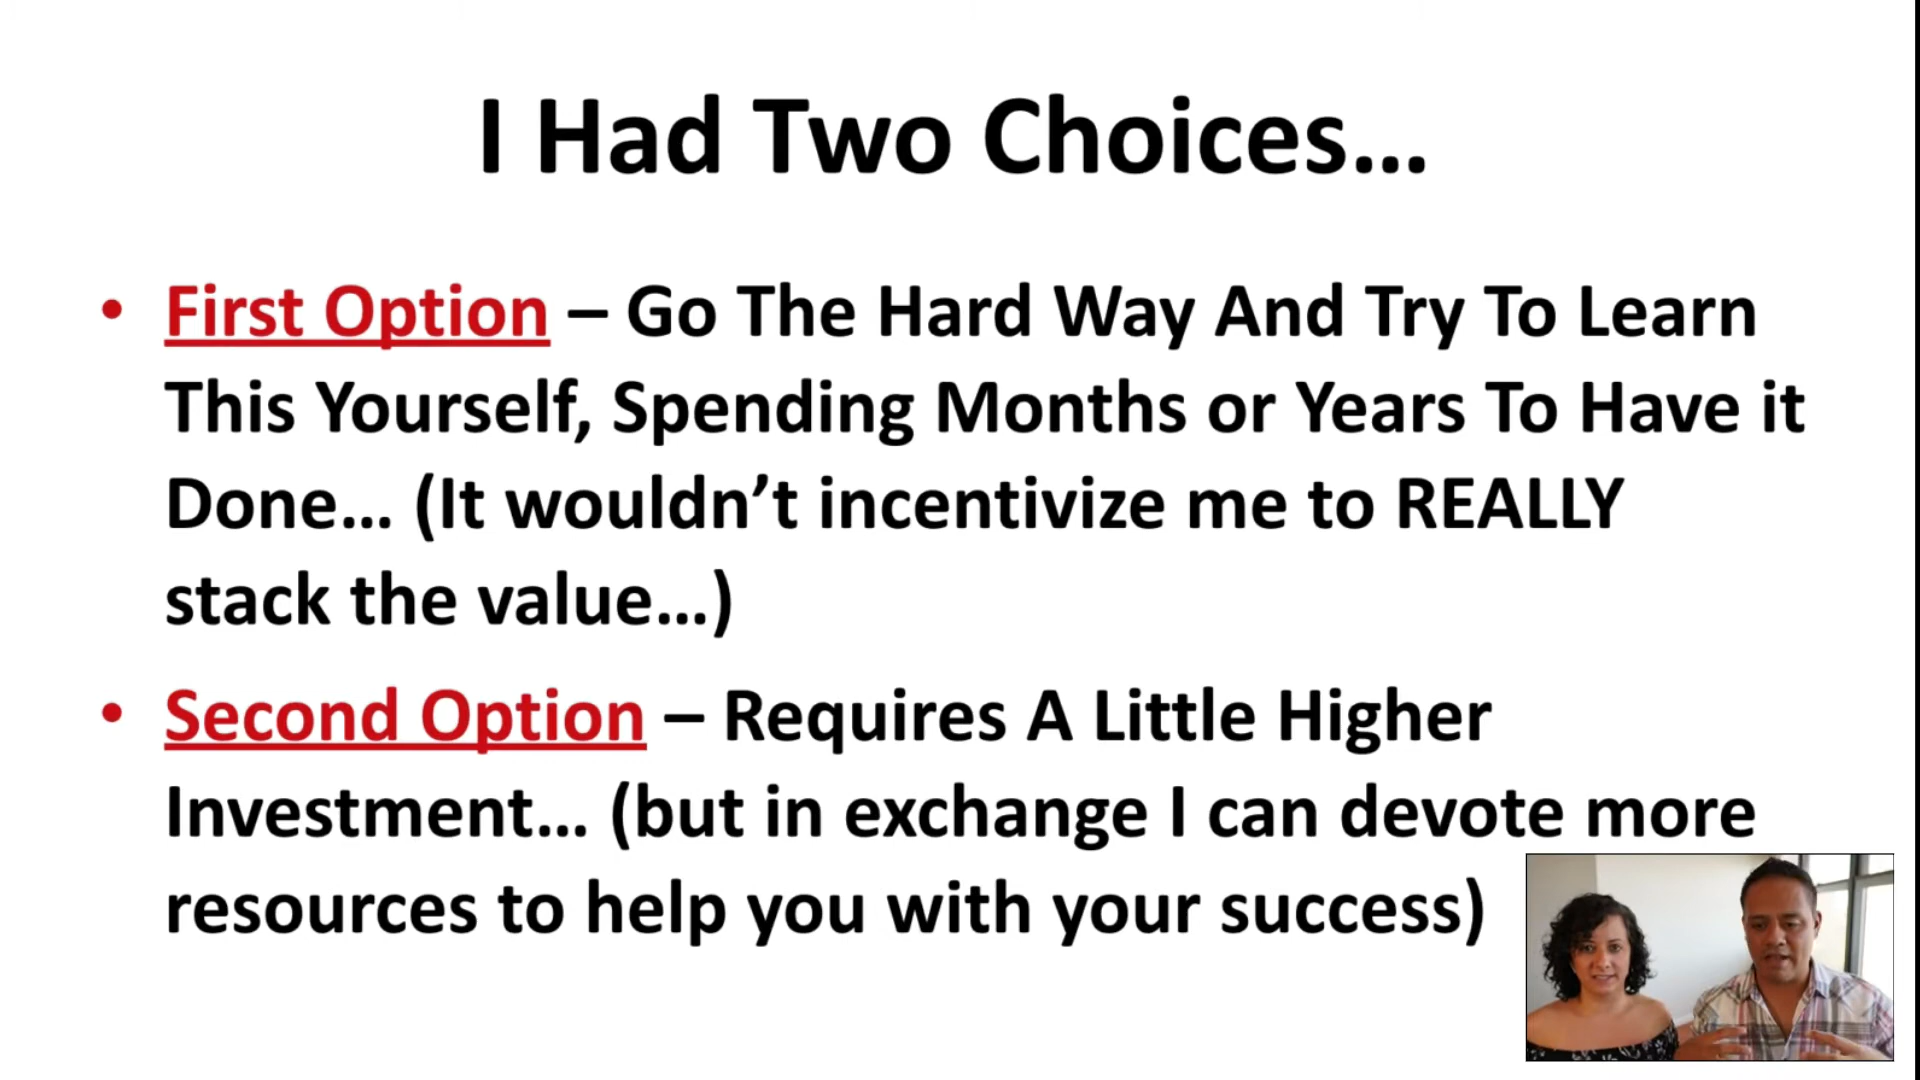 I Had Two Choices...
• First Option – Go The Hard Way And Try To Learn
This Yourself, Spending Months or Years To Have it
Done... (It wouldn’t incentivize me to REALLY
stack the value...)
• Second Option – Requires A Little Higher
Investment... (but in exchange I can devote more
resources to help you with your success)